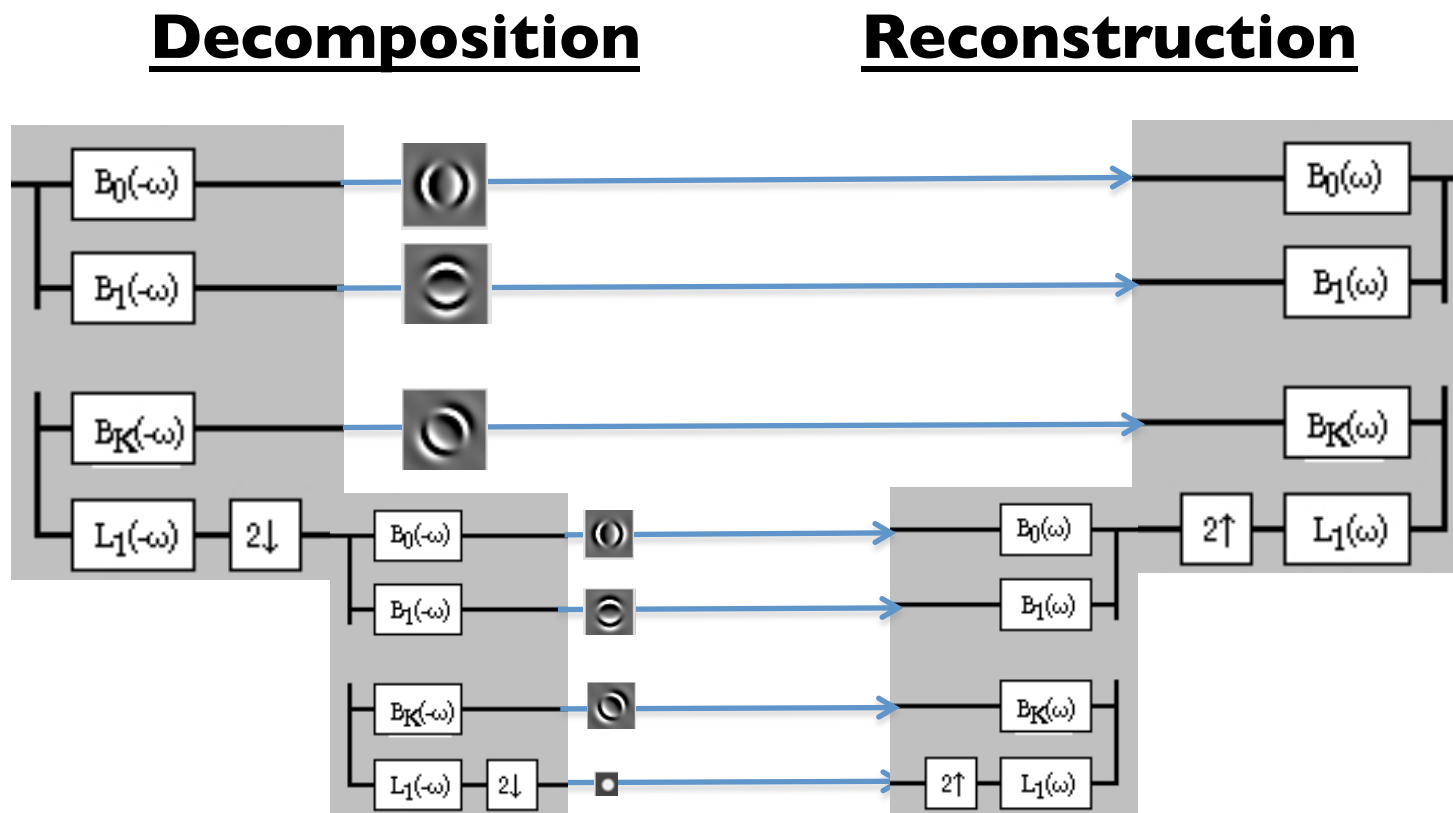 Decomposition
Reconstruction
B0(-ω)
B0(ω)
B1(-ω)
B1(ω)
BK(-ω)
BK(ω)
L1(-ω)
2↓
B0(-ω)
B0(ω)
2↑
L1(ω)
B1(-ω)
B1(ω)
BK(-ω)
BK(ω)
L1(-ω)
2↓
2↑
L1(ω)